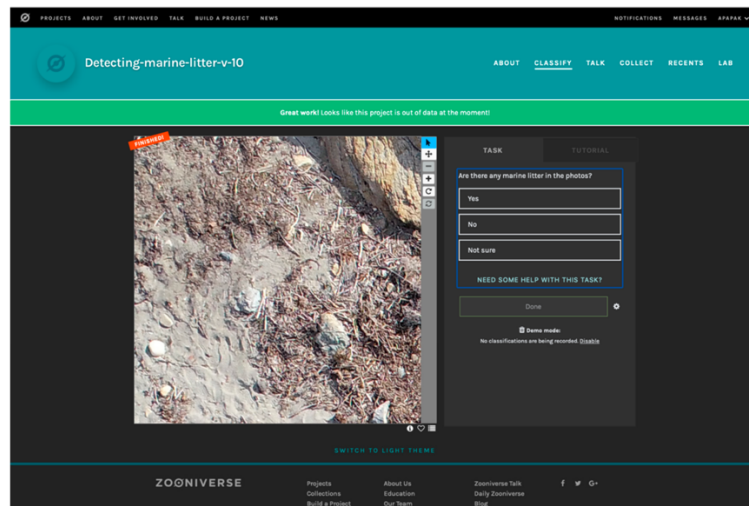 PROJECTS ABOUT GET INVOLVED TALK BUILD A PROJECT NEWS NOTIFICATIONS MESSAGES APAPAK
Detecting-marine-litter-v-10 ABOUT CLASSIFY TALK COLLECT RECENTS LAB
Great work! Looks like this project is out of data at the moment!
FINISHED!
TASK TUTORIAL
Are there any marine litter in the photos?
Yes
No
Not sure
NEED SOME HELP WITH THIS TASK?
Done
Demo mode:
No classifications are being recorded. Disable
SWITCH TO LIGHT THEME
ZOONIVERSE
Projects About Us Zooniverse Talk
Collections Education Daily Zooniverse
Build a Project Our Team Blog